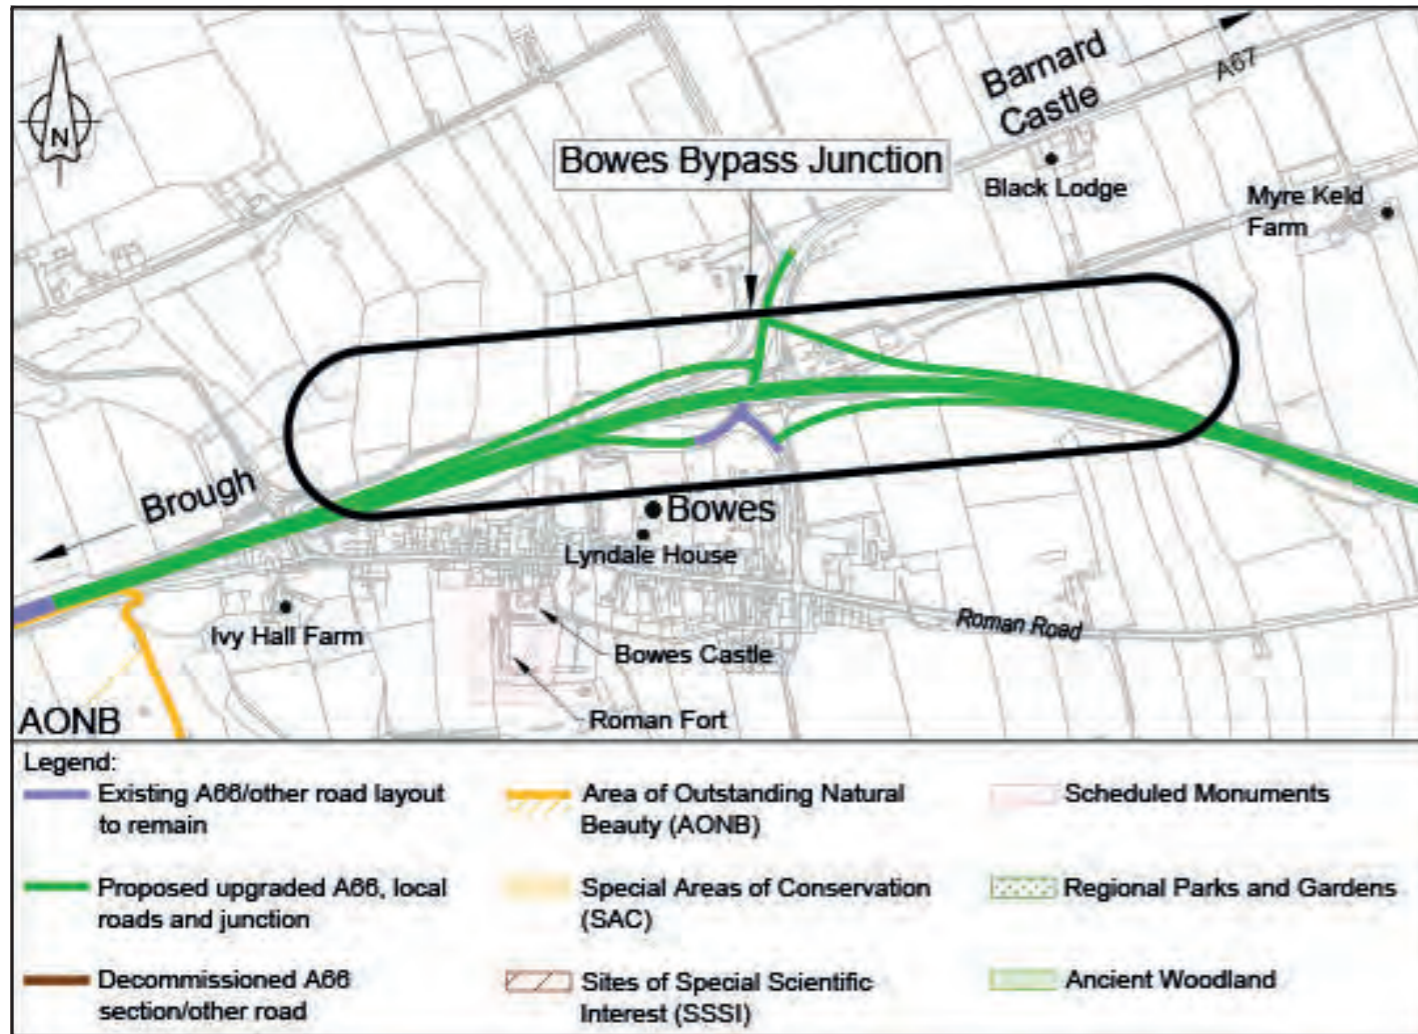 N
Barnard
Castle
A67
Bowes Bypass Junction
Black Lodge
Myre Keld
Farm
Brough
Bowes
Lyndale House
Ivy Hall Farm
Roman Road
Bowes Castle
Roman Fort
AONB
Legend:
Existing A66/other road layout
to remain
Proposed upgraded A66, local
roads and junction
Decommissioned A66
section/other road
Area of Outstanding Natural
Beauty (AONB)
Special Areas of Conservation
(SAC)
Sites of Special Scientific
Interest (SSSI)
Scheduled Monuments
Regional Parks and Gardens
Ancient Woodland